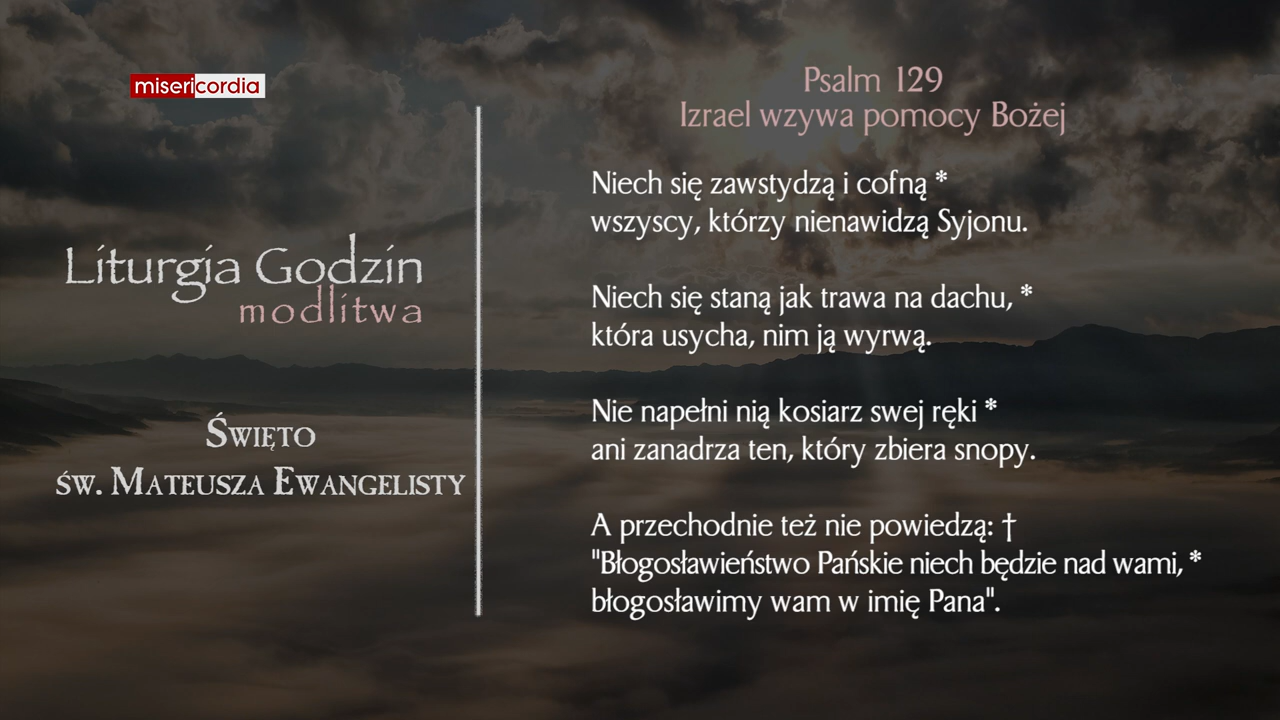 misericordia
Liturgia Godzin
modlitwa
Święto
św. Mateusza Ewangelisty
Psalm 129
Izrael wzywa pomocy Bożej
Niech się zawstydzą i cofną *
wszyscy, którzy nienawidzą Syjonu.
Niech się staną jak trawa na dachu, *
która usycha, nim ją wyrwą.
Nie napełni nią kosiarz swej ręki *
ani zanadrza ten, który zbiera snopy.
A przechodnie też nie powiedzą: †
"Błogosławieństwo Pańskie niech będzie nad wami, *
błogosławimy wam w imię Pana".